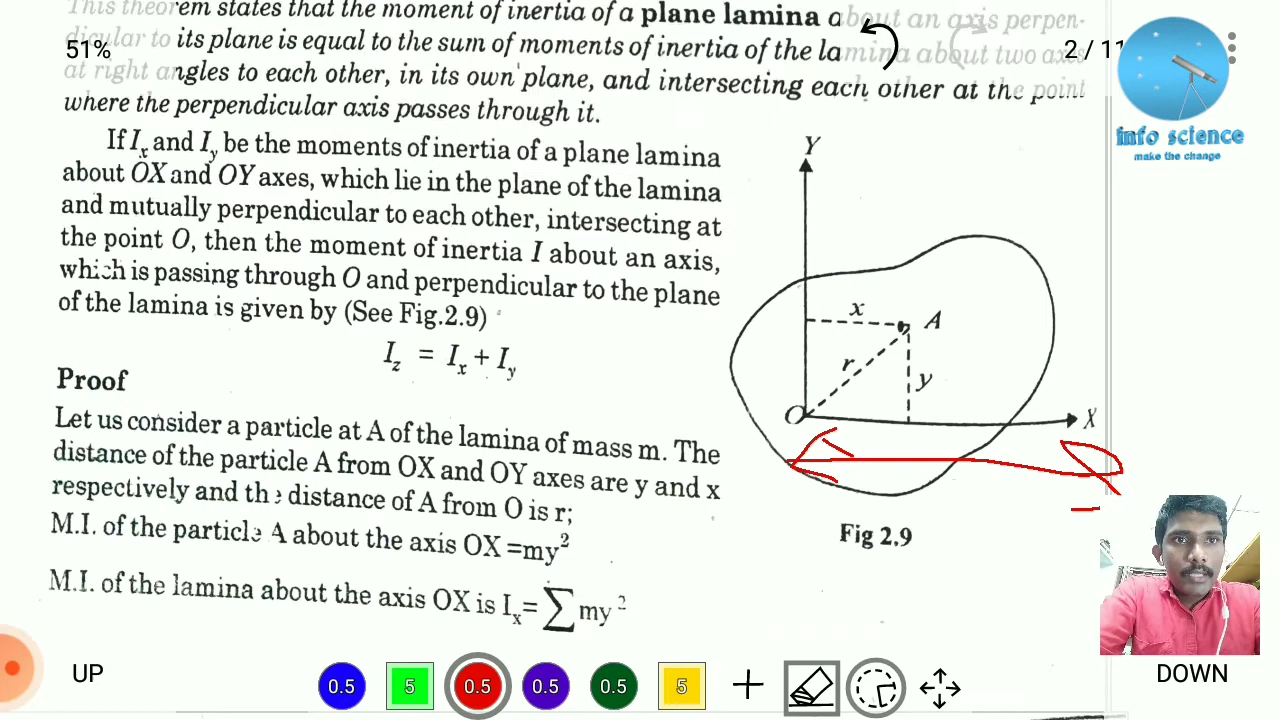 This theorem states that the moment of inertia of a plane lamina about an axis perpen-
dicular to its plane is equal to the sum of moments of inertia of the lamina about two axes
at right angles to each other, in its own plane, and intersecting each other at the point
where the perpendicular axis passes through it.
51%
2 / 11
info science
make the change
If Iₓ and I_y be the moments of inertia of a plane lamina
about OX and OY axes, which lie in the plane of the lamina
and mutually perpendicular to each other, intersecting at
the point O, then the moment of inertia I about an axis,
which is passing through O and perpendicular to the plane
of the lamina is given by (See Fig.2.9)
I_z = Iₓ + I_y
Proof
Let us consider a particle at A of the lamina of mass m. The
distance of the particle A from OX and OY axes are y and x
respectively and the distance of A from O is r;
M.I. of the particle A about the axis OX =my²
M.I. of the lamina about the axis OX is Iₓ= ∑ my²
Y
x
A
r
y
O
X
Fig 2.9
UP
0.5
5
0.5
0.5
0.5
5
DOWN